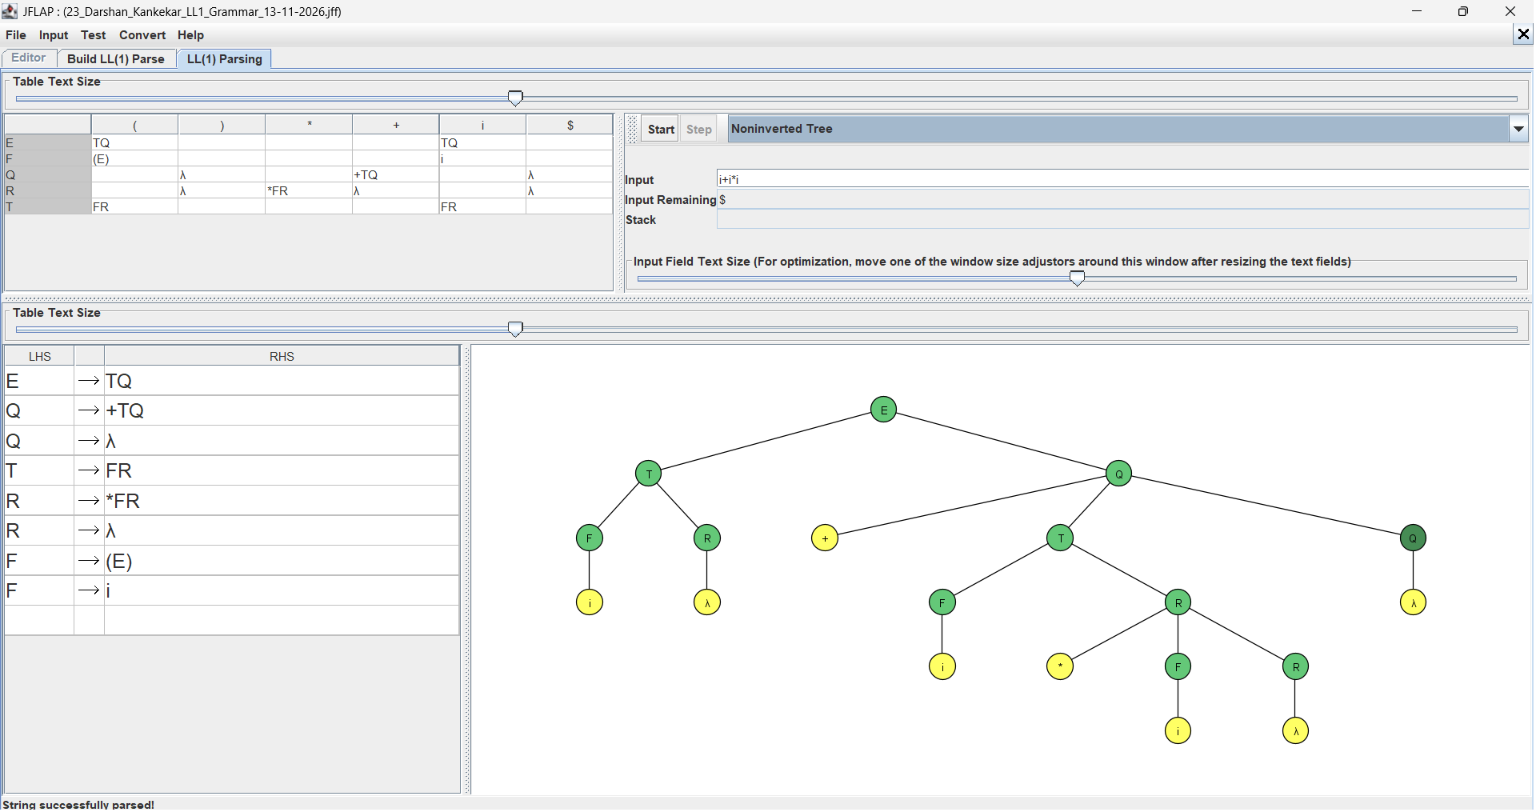 JFLAP : (23_Darshan_Kankekar_LL1_Grammar_13-11-2026.jff)
File Input Test Convert Help
Editor Build LL(1) Parse LL(1) Parsing
Table Text Size
( ) * + i $
E TQ TQ
F (E) i
Q λ +TQ λ
R λ *FR λ λ
T FR FR
Start Step Noninverted Tree
Input i+i*i
Input Remaining $
Stack
Input Field Text Size (For optimization, move one of the window size adjustors around this window after resizing the text fields)
Table Text Size
LHS RHS
E → TQ
Q → +TQ
Q → λ
T → FR
R → *FR
R → λ
F → (E)
F → i
E
T Q
F R + T Q
i λ F R λ
i * F R
i λ
String successfully parsed!